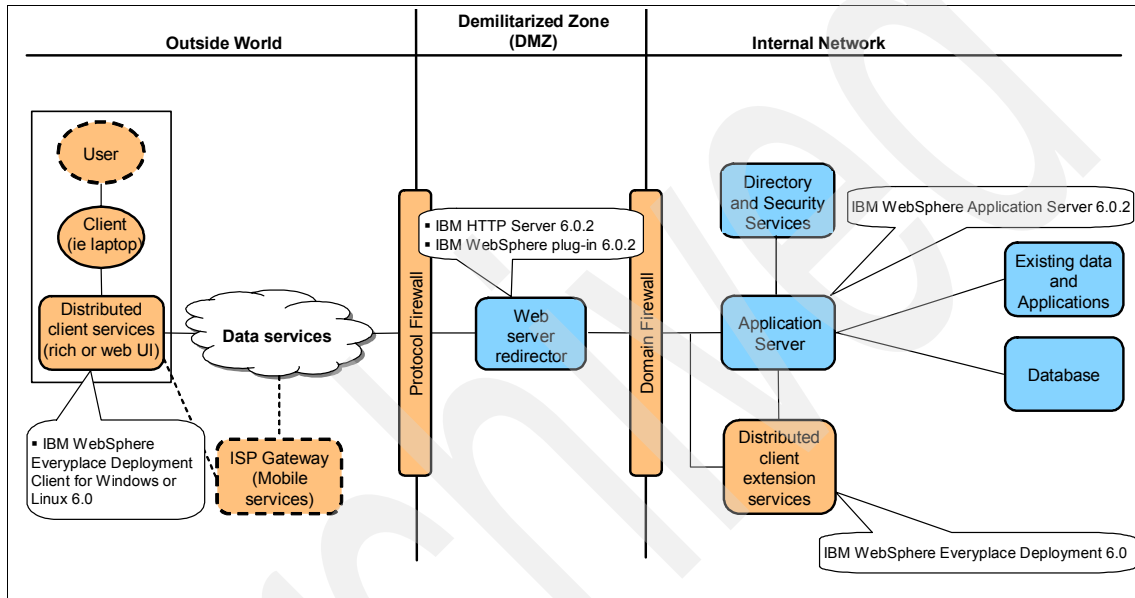 Outside World
Demilitarized Zone
(DMZ)
Internal Network
User
Client
(ie laptop)
Distributed
client services
(rich or web UI)
▪ IBM WebSphere
Everyplace Deployment
Client for Windows or
Linux 6.0
Data services
ISP Gateway
(Mobile
services)
Protocol Firewall
▪ IBM HTTP Server 6.0.2
▪ IBM WebSphere plug-in 6.0.2
Web
server
redirector
Domain Firewall
Directory
and Security
Services
IBM WebSphere Application Server 6.0.2
Application
Server
Existing data
and
Applications
Database
Distributed
client
extension
services
IBM WebSphere Everyplace Deployment 6.0